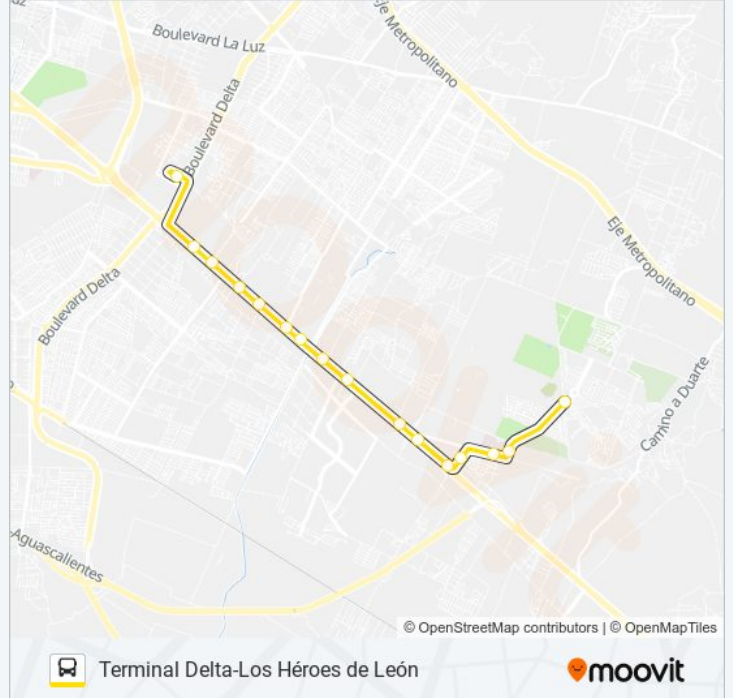 Boulevard La Luz
Eje Metropolitano
Boulevard Delta
Eje Metropolitano
Boulevard Delta
Camino a Duarte
Aguascalientes
© OpenStreetMap contributors | © OpenMapTiles
Terminal Delta-Los Héroes de León
moovit